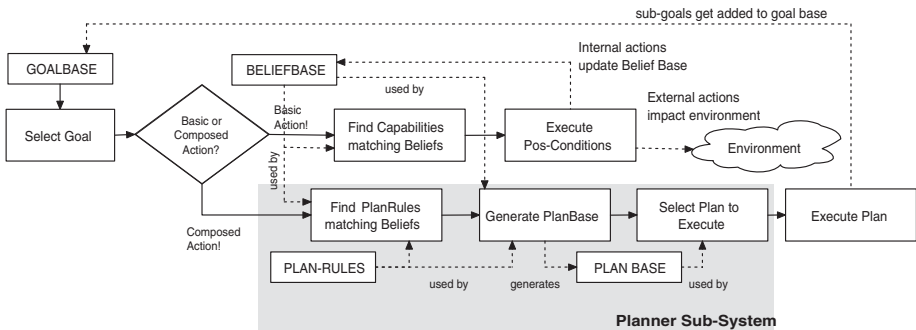 sub-goals get added to goal base
GOALBASE
BELIEFBASE
Internal actions
update Belief Base
used by
Select Goal
Basic or
Composed
Action?
Basic
Action!
Find Capabilities
matching Beliefs
Execute
Pos-Conditions
External actions
impact environment
Environment
used by
Composed
Action!
Find PlanRules
matching Beliefs
Generate PlanBase
Select Plan to
Execute
Execute Plan
PLAN-RULES
used by
generates
PLAN BASE
used by
Planner Sub-System